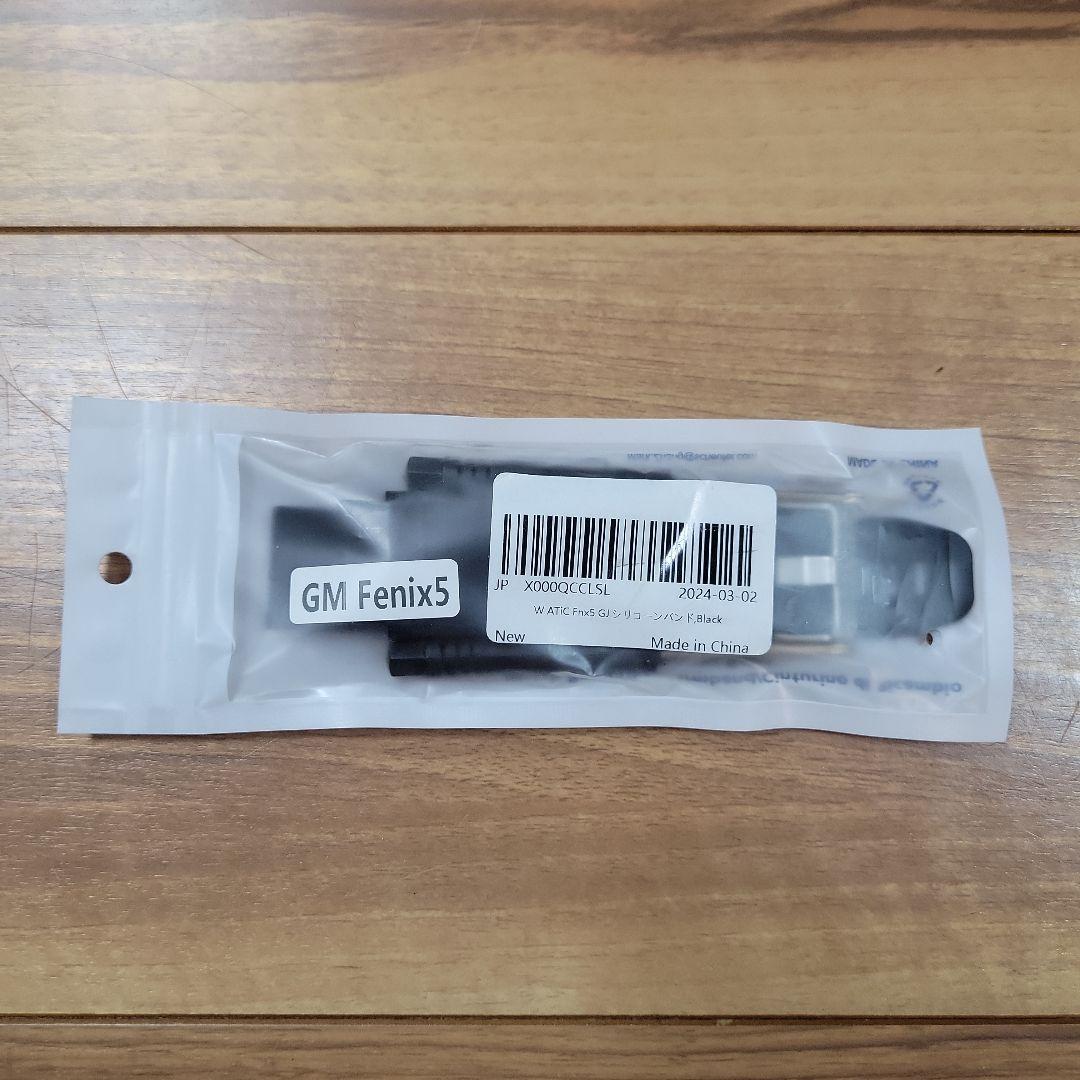 GM Fenix5
JP X000QCCLSL 2024-03-02
W ATiC Fnx5 GJ シリコーンバンド,Black
New Made in China